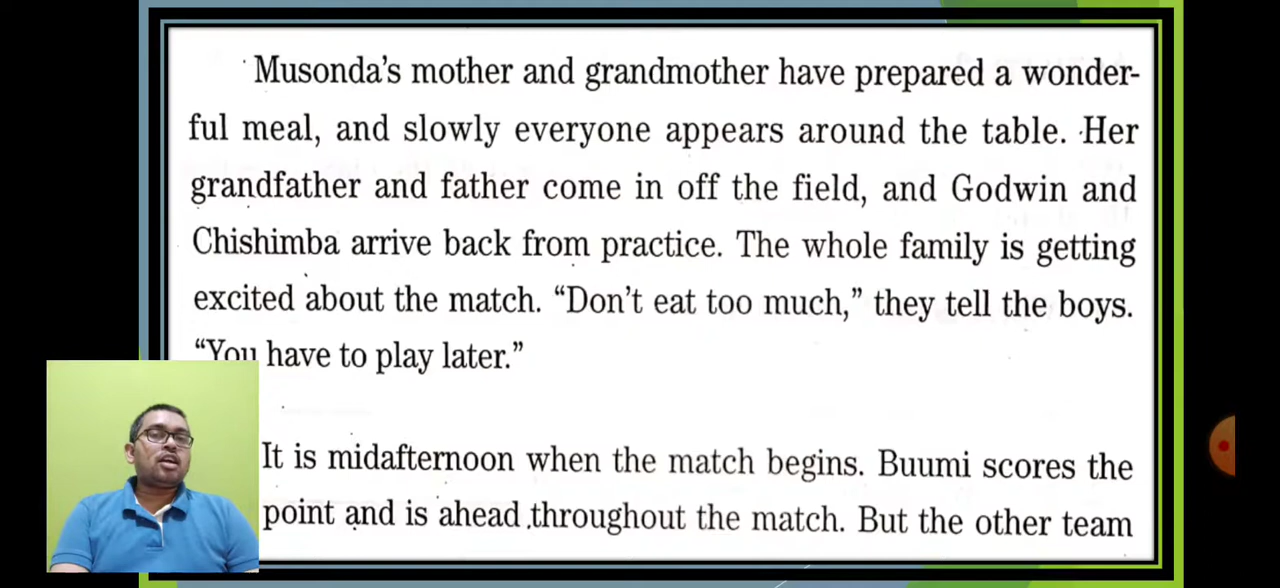 Musonda's mother and grandmother have prepared a wonder-
ful meal, and slowly everyone appears around the table. Her
grandfather and father come in off the field, and Godwin and
Chishimba arrive back from practice. The whole family is getting
excited about the match. “Don't eat too much,” they tell the boys.
“You have to play later.”
It is midafternoon when the match begins. Buumi scores the
point and is ahead throughout the match. But the other team